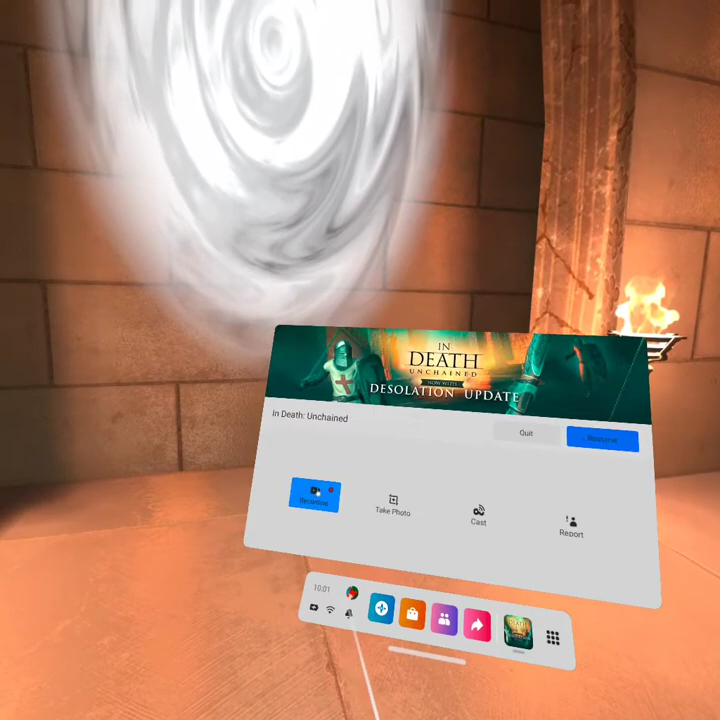 IN
DEATH
UNCHAINED
NOW WITH
DESOLATION UPDATE
In Death: Unchained
Quit
Resume
Recording
Take Photo
Cast
Report
10:01